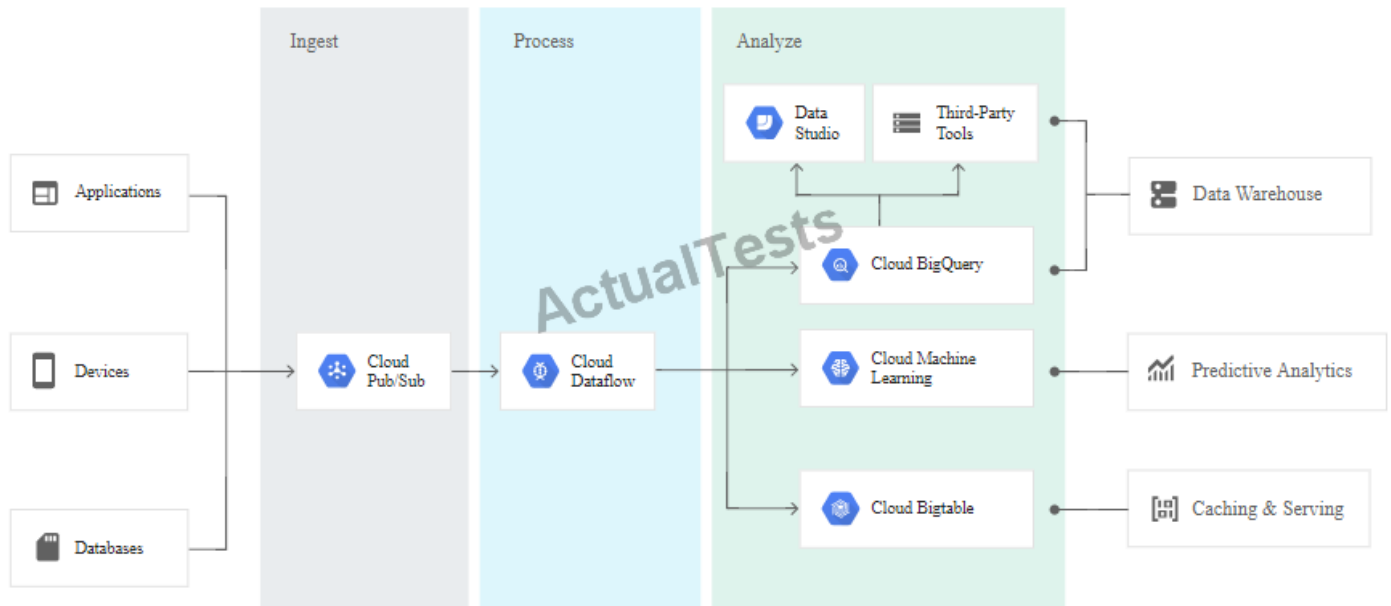 Ingest
Process
Analyze
Data
Studio
Third-Party
Tools
Applications
Data Warehouse
ActualTests
Cloud BigQuery
Devices
Cloud
Pub/Sub
Cloud
Dataflow
Cloud Machine
Learning
Predictive Analytics
Databases
Cloud Bigtable
Caching & Serving